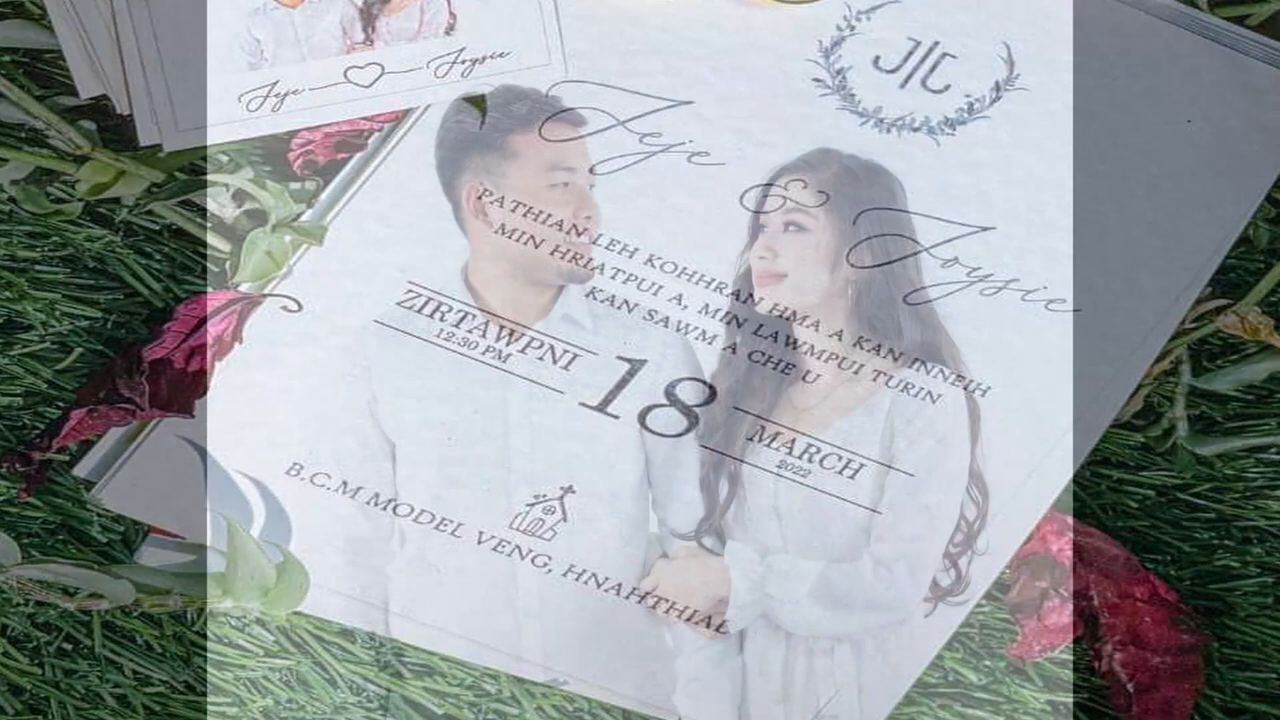 Jeje Joysie
J|C
Jeje
&
Joysie
PATHIAN LEH KOHHRAN HMA A KAN INNEIH
MIN HRIATPUI A, MIN LAWMPUI TURIN
KAN SAWM A CHE U
ZIRTAWPNI
12:30 PM
18
MARCH
2022
B.C.M MODEL VENG, HNAHTHIAL